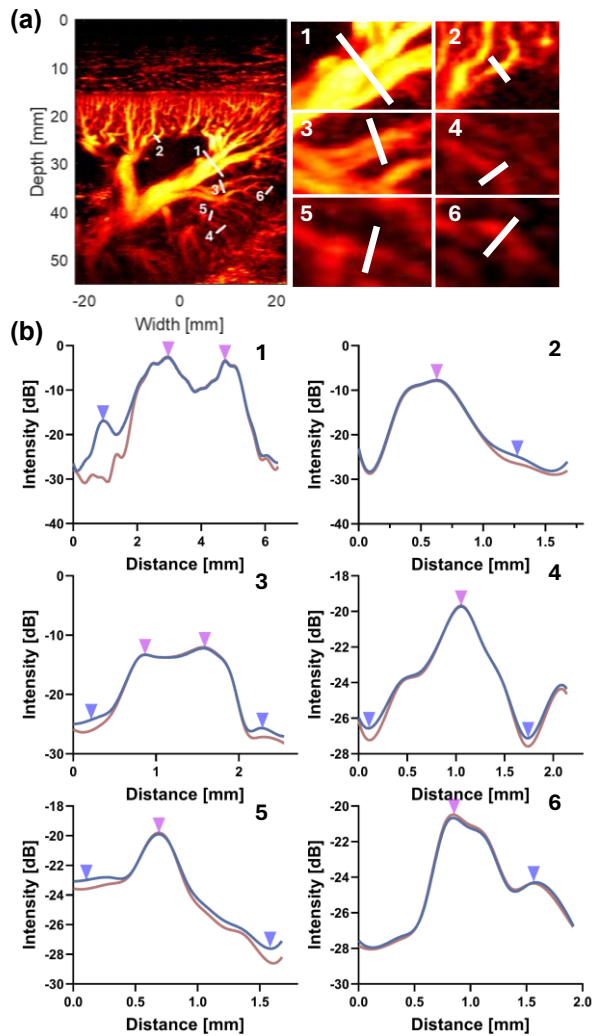 (a)
0
10
20
30
40
50
Depth [mm]
-20
0
20
Width [mm]
1
2
3
4
5
6
1
2
3
4
5
6
(b)
1
0
-10
-20
-30
-40
Intensity [dB]
0 2 4 6
Distance [mm]
2
0
-10
-20
-30
-40
Intensity [dB]
0.0 0.5 1.0 1.5
Distance [mm]
3
0
-10
-20
-30
Intensity [dB]
0 1 2
Distance [mm]
4
-18
-20
-22
-24
-26
-28
Intensity [dB]
0.0 0.5 1.0 1.5 2.0
Distance [mm]
5
-18
-20
-22
-24
-26
-28
-30
Intensity [dB]
0.0 0.5 1.0 1.5
Distance [mm]
6
-20
-22
-24
-26
-28
-30
Intensity [dB]
0.0 0.5 1.0 1.5 2.0
Distance [mm]